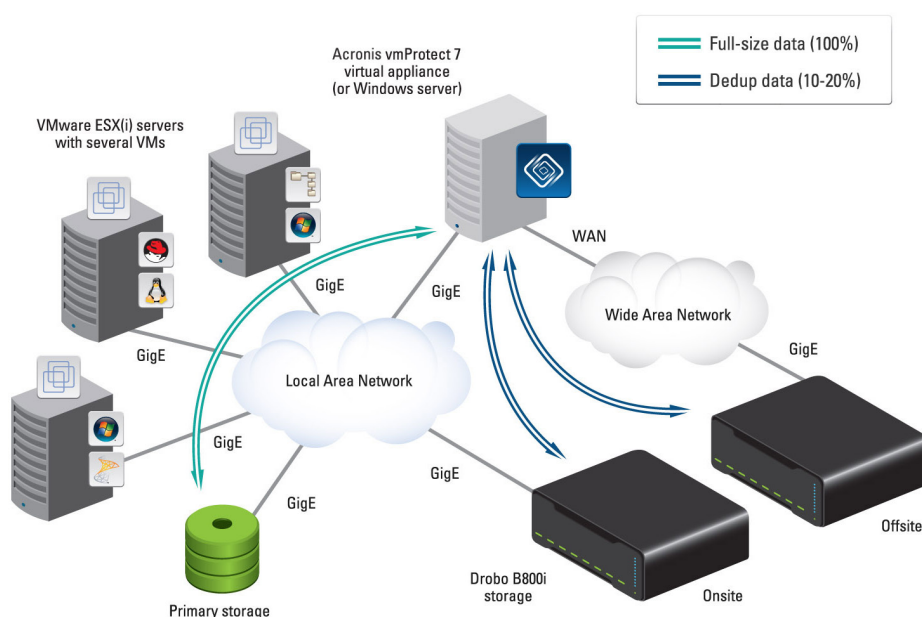 Acronis vmProtect 7
virtual appliance
(or Windows server)
Full-size data (100%)
Dedup data (10-20%)
VMware ESX(i) servers
with several VMs
WAN
GigE
GigE
Wide Area Network
GigE
GigE
Local Area Network
GigE
GigE
GigE
Offsite
Drobo B800i
storage
Onsite
Primary storage